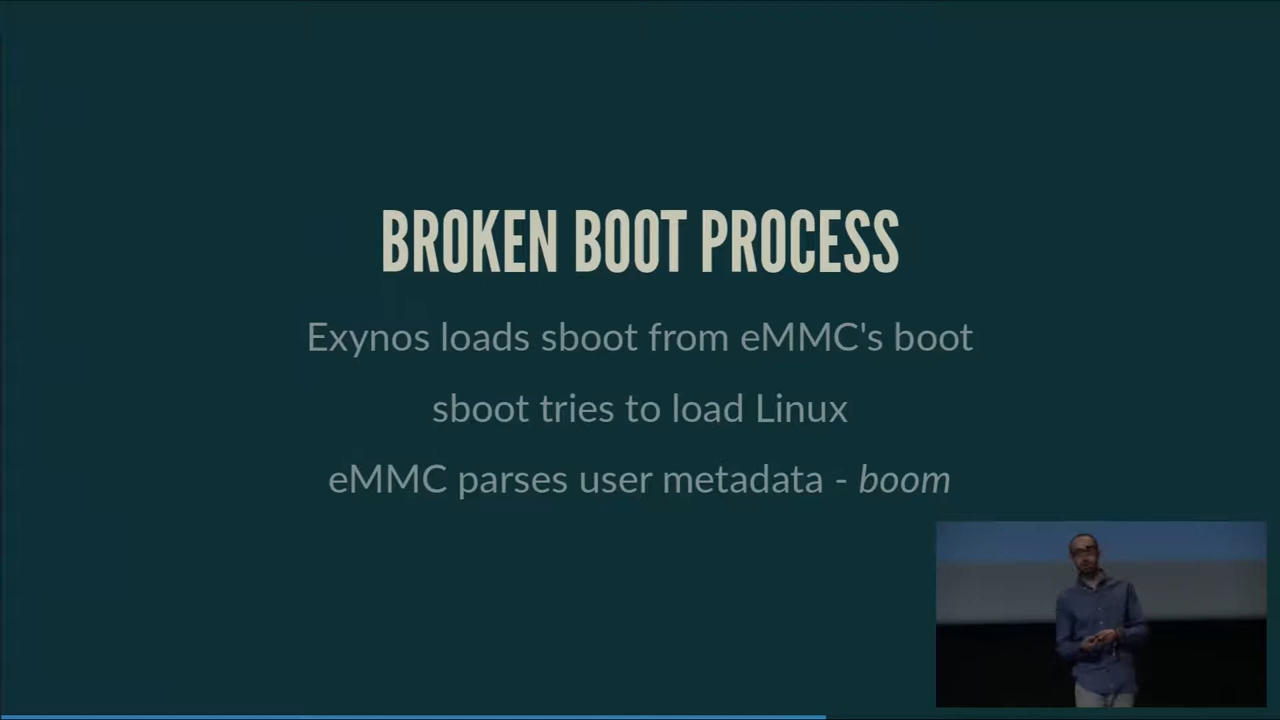 BROKEN BOOT PROCESS
Exynos loads sboot from eMMC's boot
sboot tries to load Linux
eMMC parses user metadata - boom